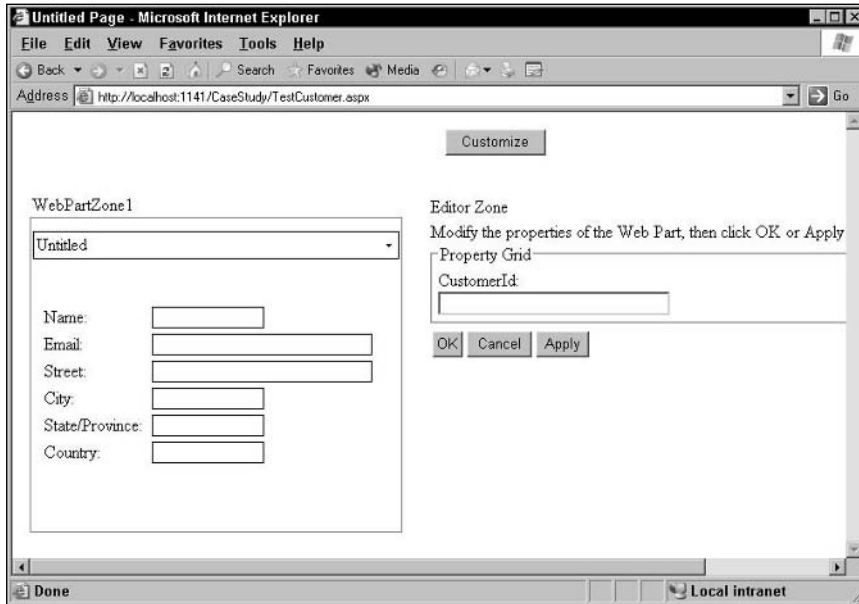 Untitled Page - Microsoft Internet Explorer
File Edit View Favorites Tools Help
Back Search Favorites Media
Address http://localhost:1141/CaseStudy/TestCustomer.aspx Go
Customize
WebPartZone1
Untitled
Name:
Email:
Street:
City:
State/Province:
Country:
Editor Zone
Modify the properties of the Web Part, then click OK or Apply
Property Grid
CustomerId:
OK Cancel Apply
Done Local intranet